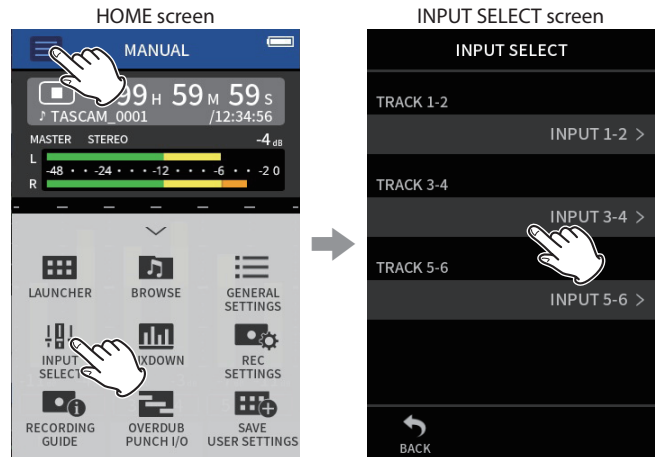 HOME screen
MANUAL
99 H 59 M 59 s
♪ TASCAM_0001 /12:34:56
MASTER STEREO -4 dB
L
-48 · · -24 · · · -12 · · · -6 · · -2 0
R
LAUNCHER
BROWSE
GENERAL
SETTINGS
INPUT
SELECT
REC
SETTINGS
RECORDING
GUIDE
OVERDUB
PUNCH I/O
SAVE
USER SETTINGS
INPUT SELECT screen
INPUT SELECT
TRACK 1-2
INPUT 1-2 >
TRACK 3-4
INPUT 3-4 >
TRACK 5-6
INPUT 5-6 >
BACK